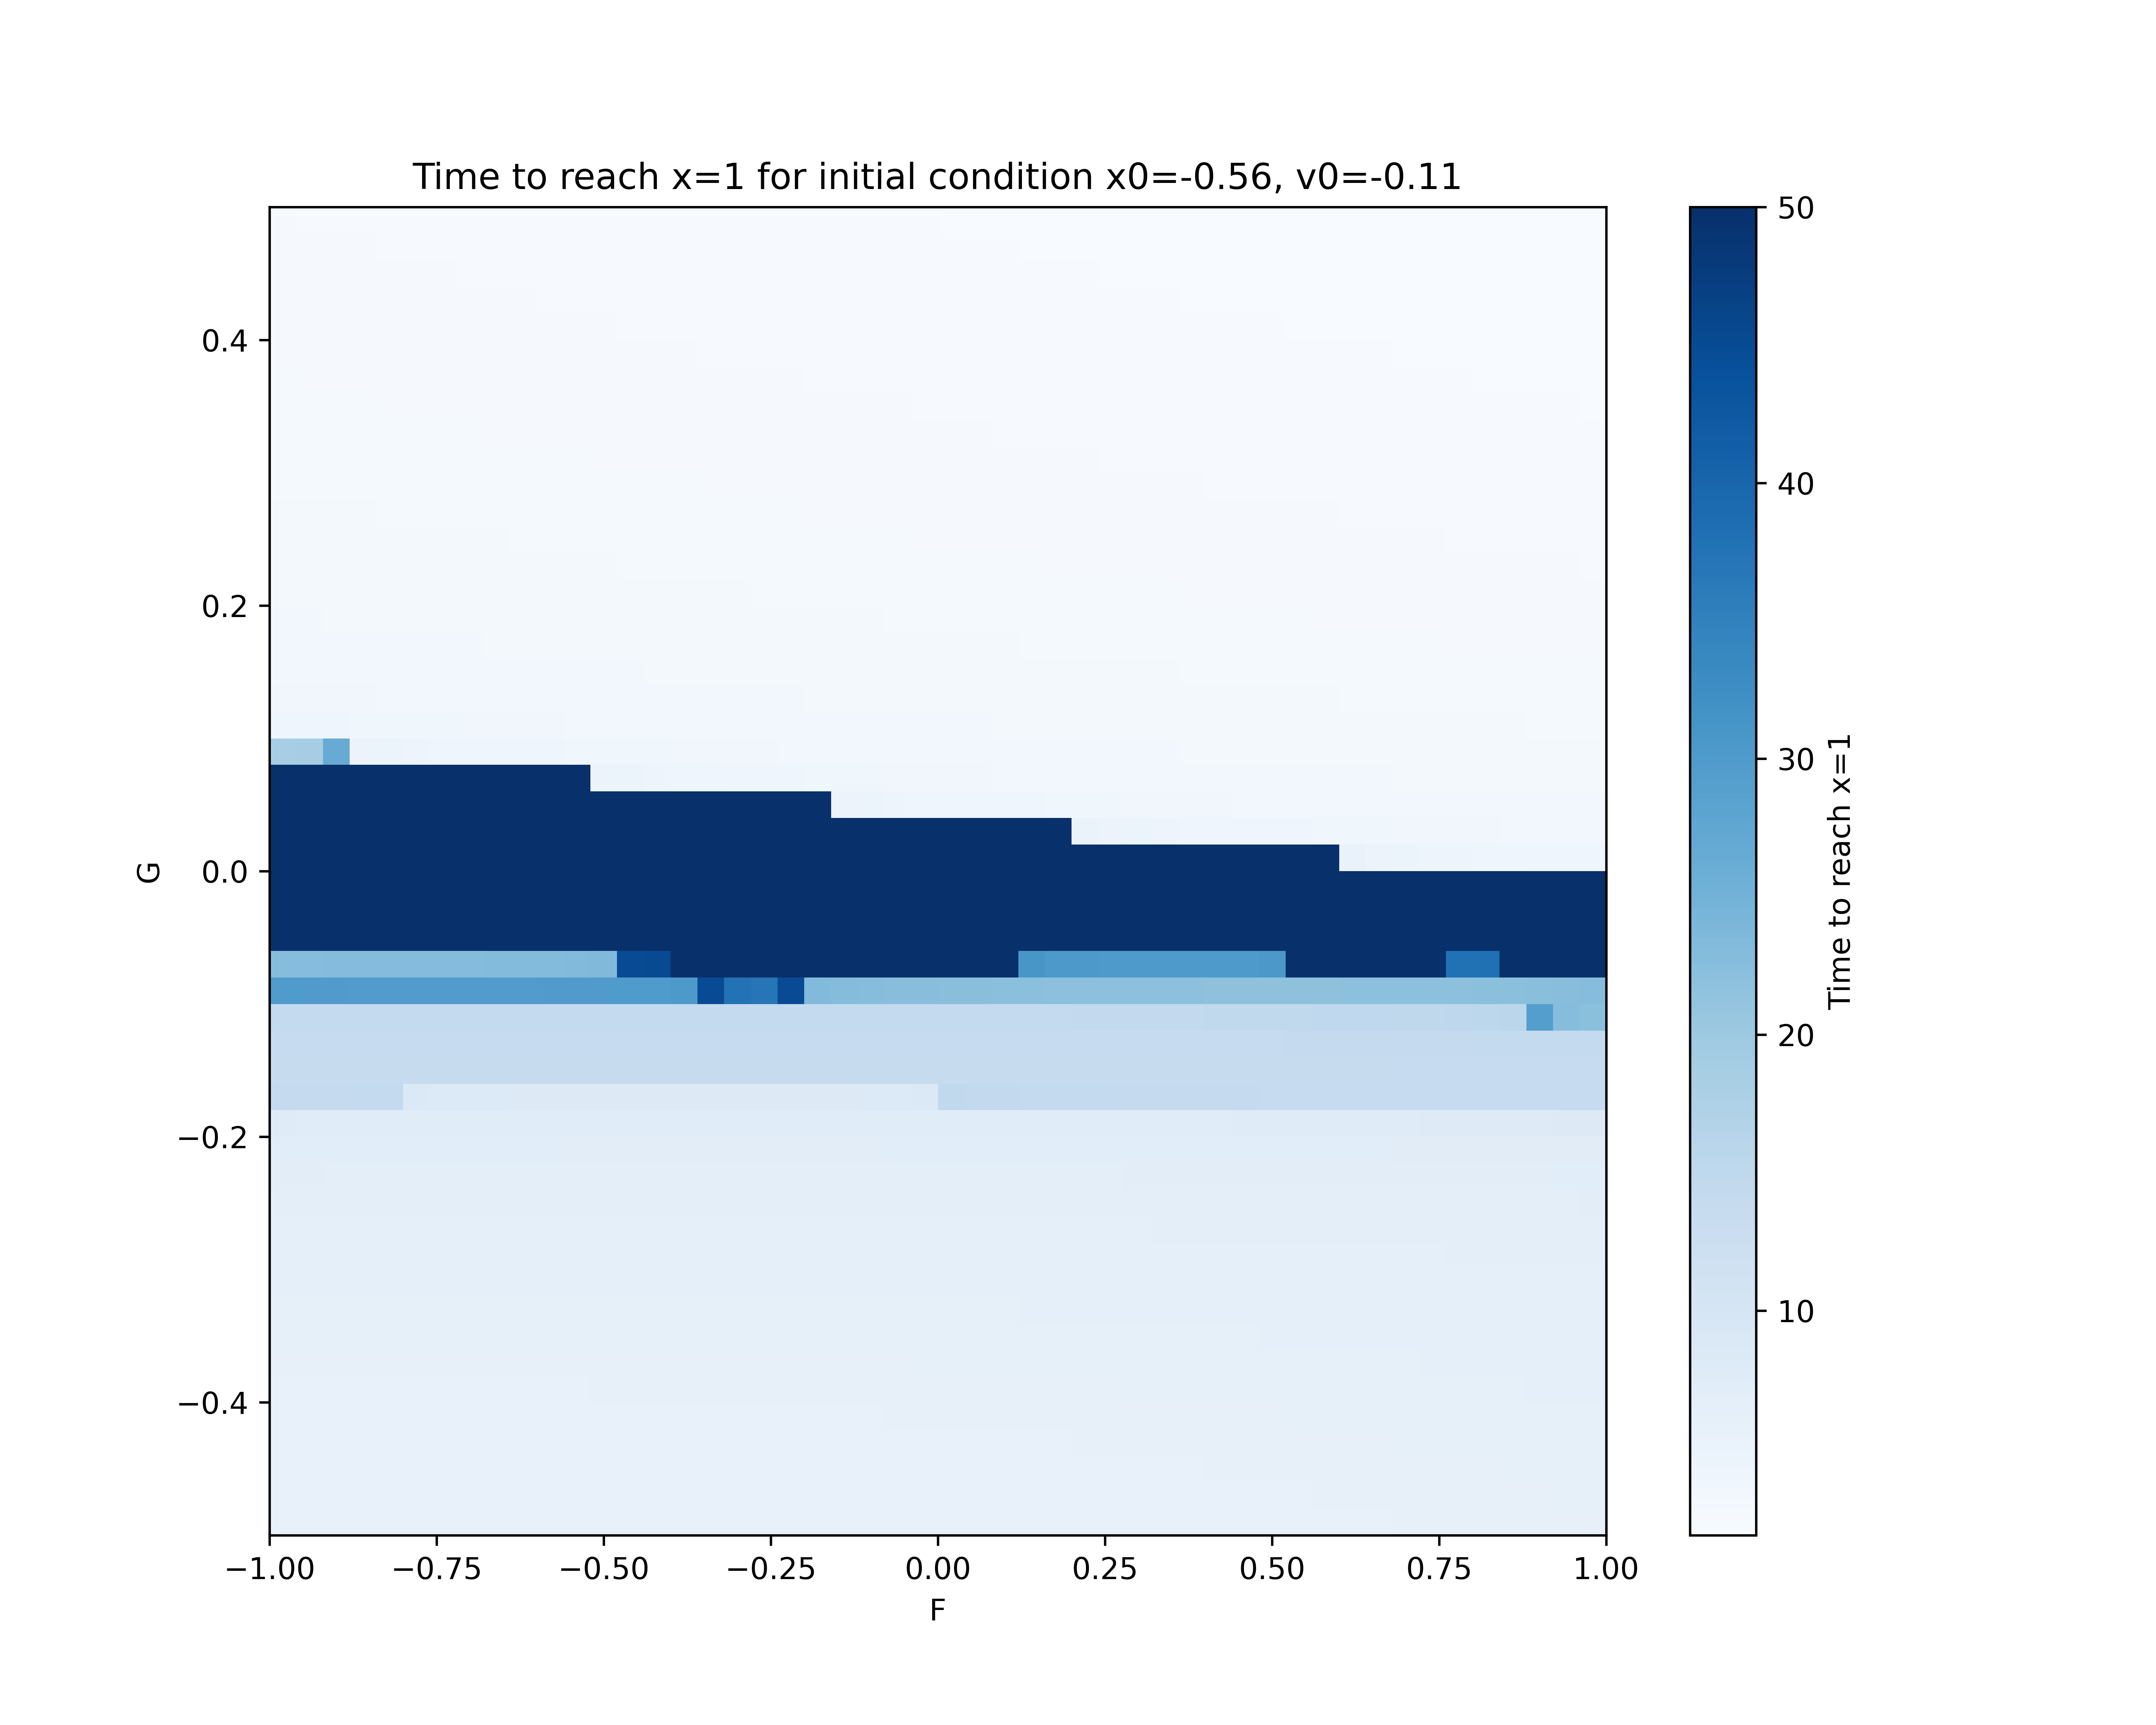 Time to reach x=1 for initial condition x0=-0.56, v0=-0.11
G
0.4
0.2
0.0
−0.2
−0.4
−1.00 −0.75 −0.50 −0.25 0.00 0.25 0.50 0.75 1.00
F
50
40
30
20
10
Time to reach x=1